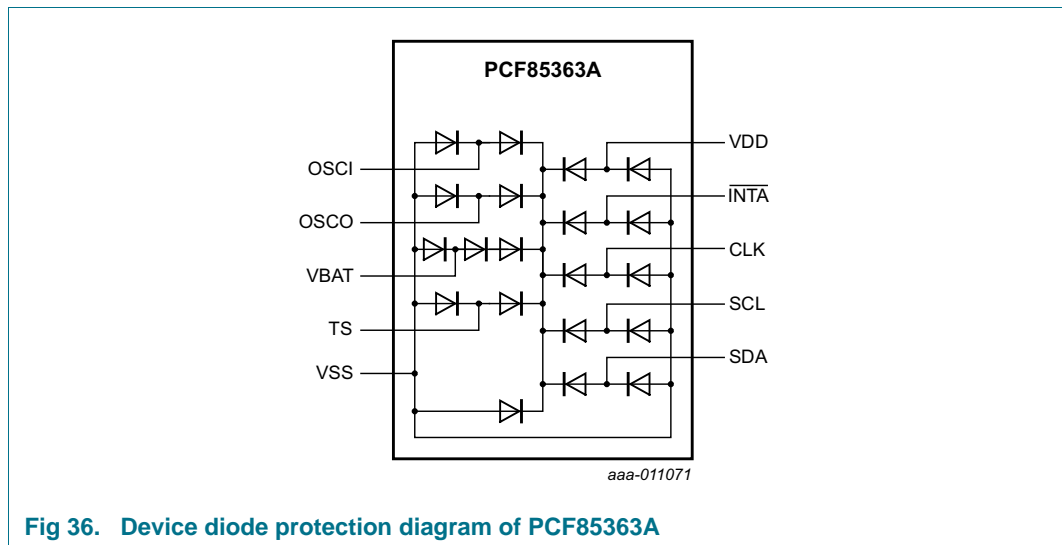 PCF85363A
OSCI
OSCO
VBAT
TS
VSS
VDD
INTA
CLK
SCL
SDA
aaa-011071
Fig 36. Device diode protection diagram of PCF85363A